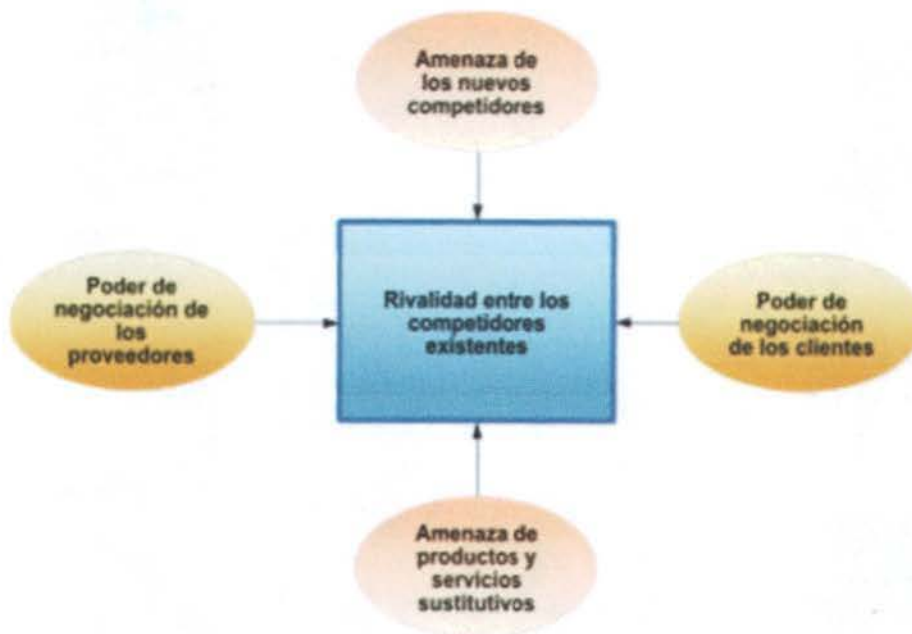 Amenaza de
los nuevos
competidores
Poder de
negociación de
los
proveedores
Rivalidad entre los
competidores
existentes
Poder de
negociación
de los clientes
Amenaza de
productos y
servicios
sustitutivos